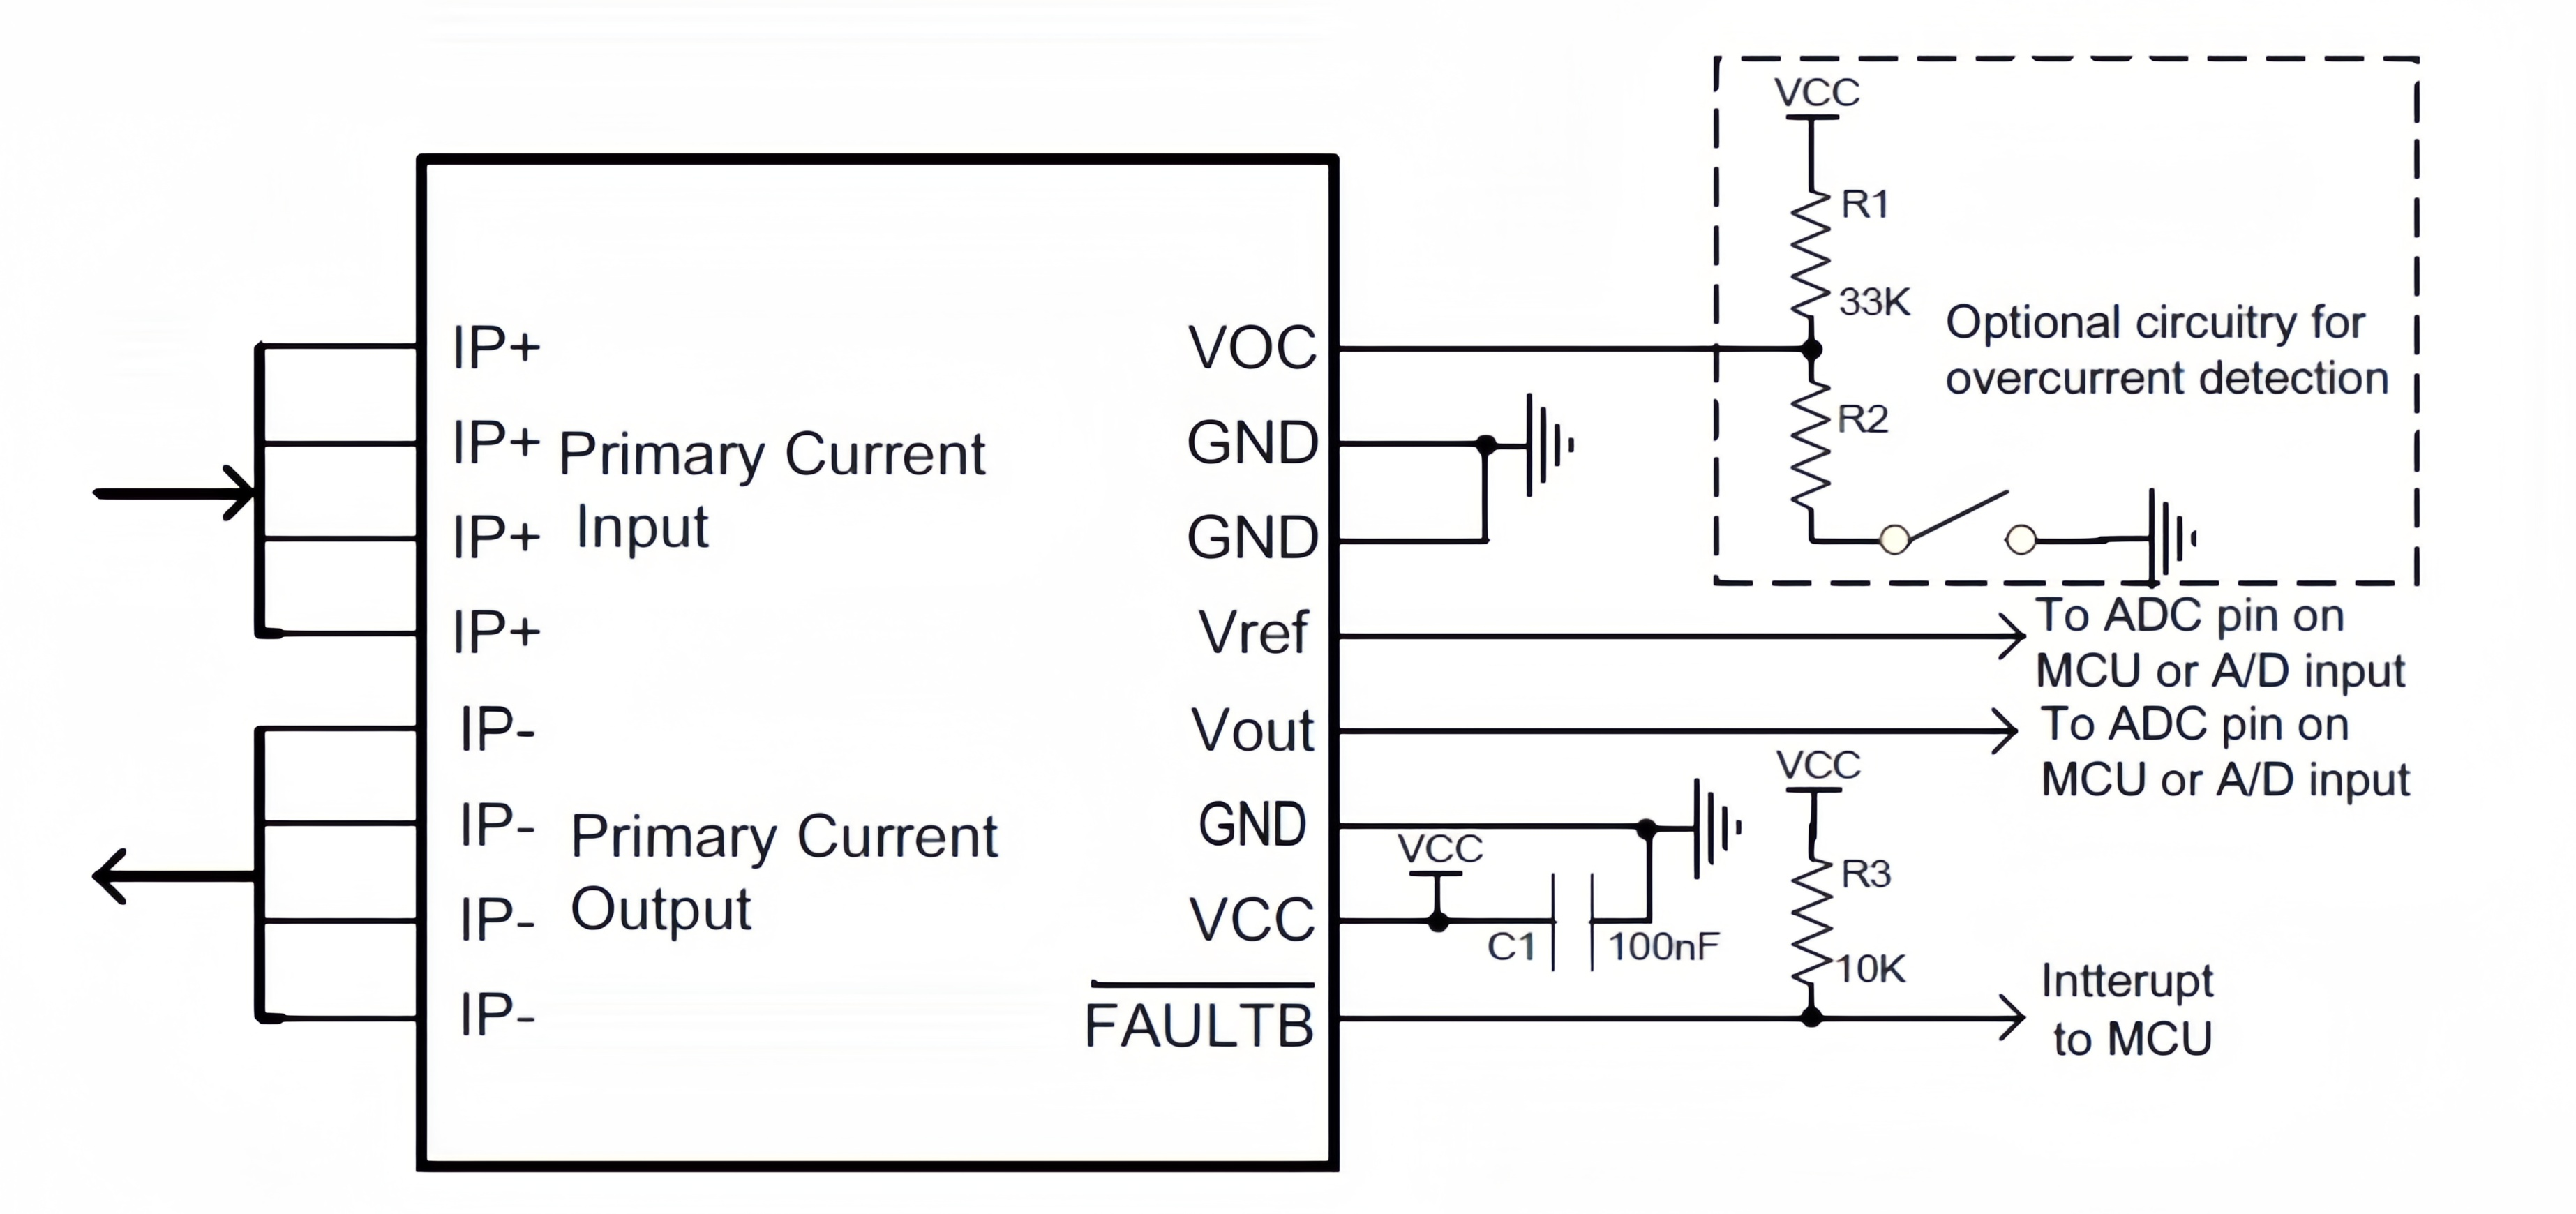 VCC
R1
33K
Optional circuitry for
overcurrent detection
R2
IP+
IP+
IP+
IP+
Primary Current
Input
IP-
IP-
IP-
IP-
Primary Current
Output
VOC
GND
GND
Vref
Vout
GND
VCC
FAULTB
To ADC pin on
MCU or A/D input
To ADC pin on
MCU or A/D input
VCC
C1
100nF
VCC
R3
10K
Intterupt
to MCU